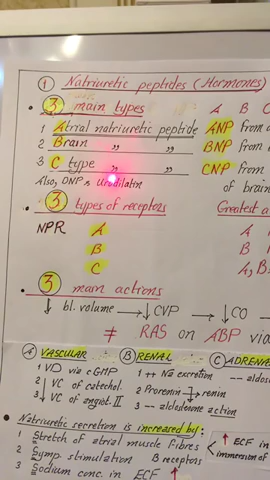 ① Natriuretic peptides (Hormones)
• ③ main types A B C
1 Atrial natriuretic peptide ANP from
2 Brain ,, ,, BNP from
3 C type ,, ,, CNP from
Also, DNP & Urodilatin of brain
• ③ types of receptors Greatest
NPR A A
B B
C A, B
• ③ main actions
↓ bl. volume → ↓ CVP → ↓ CO
≠ RAS on ABP via
Ⓐ VASCULAR Ⓑ RENAL Ⓒ ADRENA
1 VD via cGMP 1 ++ Na excretion -- aldos
2 ↓ VC of catechol. 2 Prorenin → renin
3 ↓ VC of angiot. II 3 -- aldosterone action
• Natriuretic secretion is increased by:
1 Stretch of atrial muscle fibres ↑ ECF in
2 Symp. stimulation B receptors immersion of
3 Sodium conc. in ECF ↑